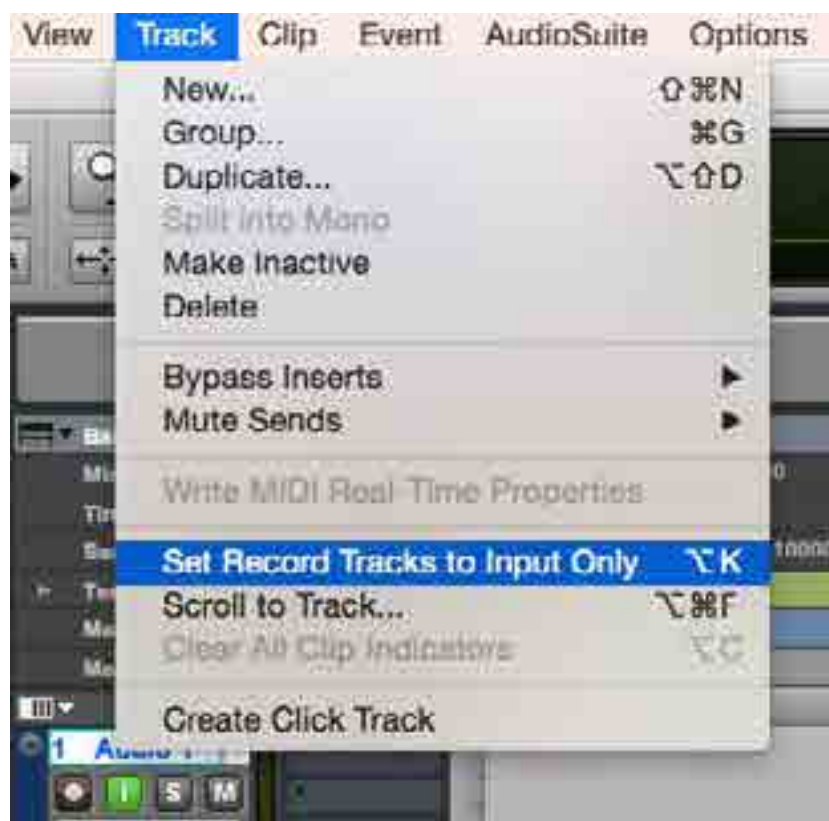 View Track Clip Event AudioSuite Options
New... ⇧⌘N
Group... ⌘G
Duplicate... ⌥⇧D
Split into Mono
Make Inactive
Delete
Bypass Inserts ▶
Mute Sends ▶
Write MIDI Real-Time Properties
Set Record Tracks to Input Only ⌥K
Scroll to Track... ⌥⌘F
Clear All Clip Indicators ⌥C
Create Click Track
1 Audio 1
I S M